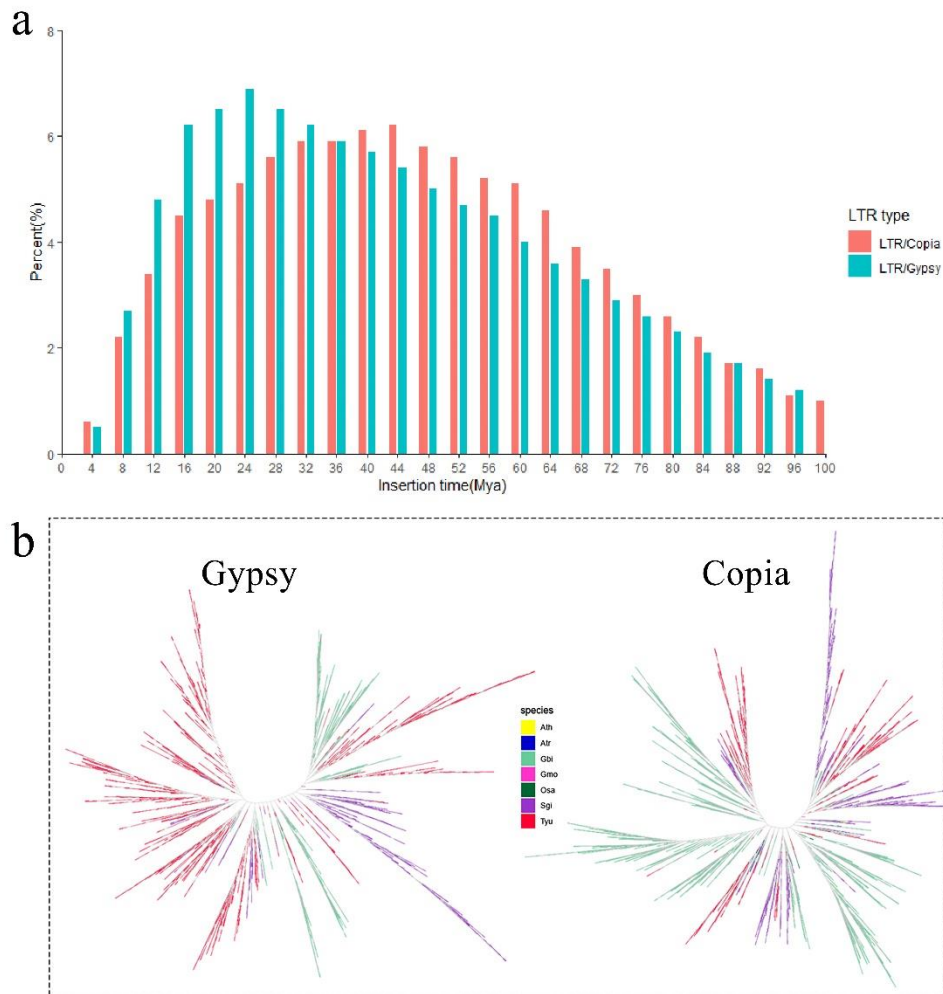 a
8
6
4
2
0
Percent(%)
0 4 8 12 16 20 24 28 32 36 40 44 48 52 56 60 64 68 72 76 80 84 88 92 96 100
Insertion time(Mya)
LTR type
LTR/Copia
LTR/Gypsy
b
Gypsy
Copia
species
Ath
Atr
Gbi
Gmo
Osa
Sgi
Tyu